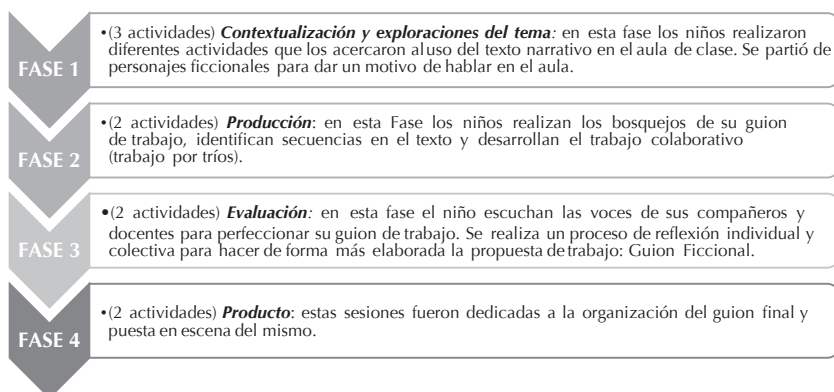 FASE 1
•(3 actividades) Contextualización y exploraciones del tema: en esta fase los niños realizaron
diferentes actividades que los acercaron al uso del texto narrativo en el aula de clase. Se partió de
personajes ficcionales para dar un motivo de hablar en el aula.
FASE 2
•(2 actividades) Producción: en esta Fase los niños realizan los bosquejos de su guion
de trabajo, identifican secuencias en el texto y desarrollan el trabajo colaborativo
(trabajo por tríos).
FASE 3
•(2 actividades) Evaluación: en esta fase el niño escuchan las voces de sus compañeros y
docentes para perfeccionar su guion de trabajo. Se realiza un proceso de reflexión individual y
colectiva para hacer de forma más elaborada la propuesta de trabajo: Guion Ficcional.
FASE 4
•(2 actividades) Producto: estas sesiones fueron dedicadas a la organización del guion final y
puesta en escena del mismo.